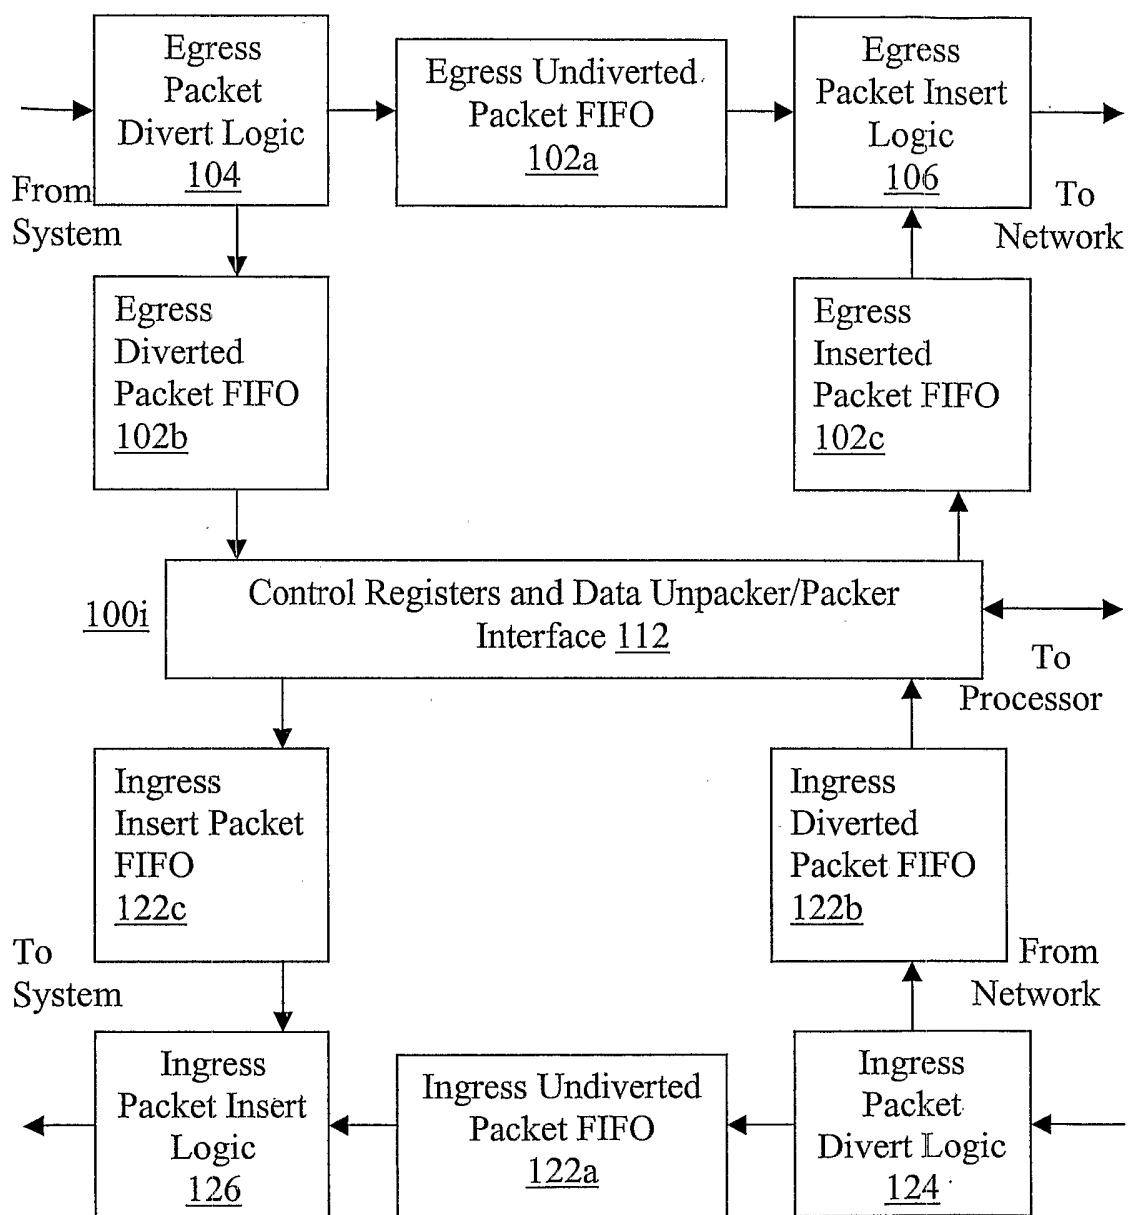 Egress
Packet
Divert Logic
104
Egress Undiverted
Packet FIFO
102a
Egress
Packet Insert
Logic
106
From
System
To
Network
Egress
Diverted
Packet FIFO
102b
Egress
Inserted
Packet FIFO
102c
100i
Control Registers and Data Unpacker/Packer
Interface 112
To
Processor
Ingress
Insert Packet
FIFO
122c
Ingress
Diverted
Packet FIFO
122b
To
System
From
Network
Ingress
Packet Insert
Logic
126
Ingress Undiverted
Packet FIFO
122a
Ingress
Packet
Divert Logic
124